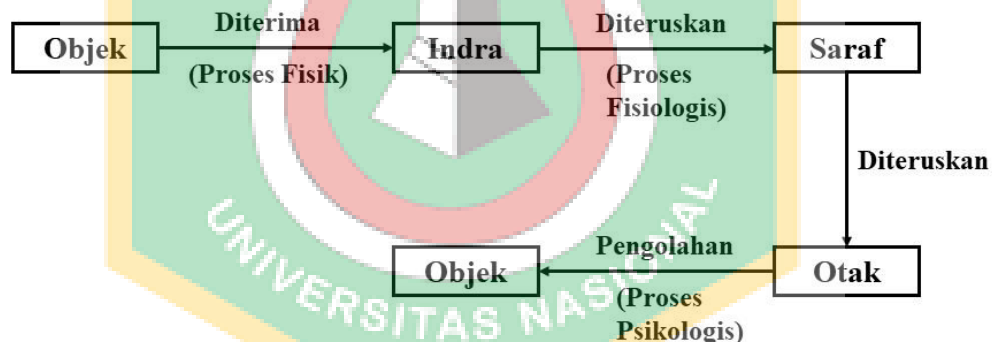 Objek
Diterima
(Proses Fisik)
Indra
Diteruskan
(Proses
Fisiologis)
Saraf
Diteruskan
Otak
Pengolahan
(Proses
Psikologis)
Objek
UNIVERSITAS NASIONAL